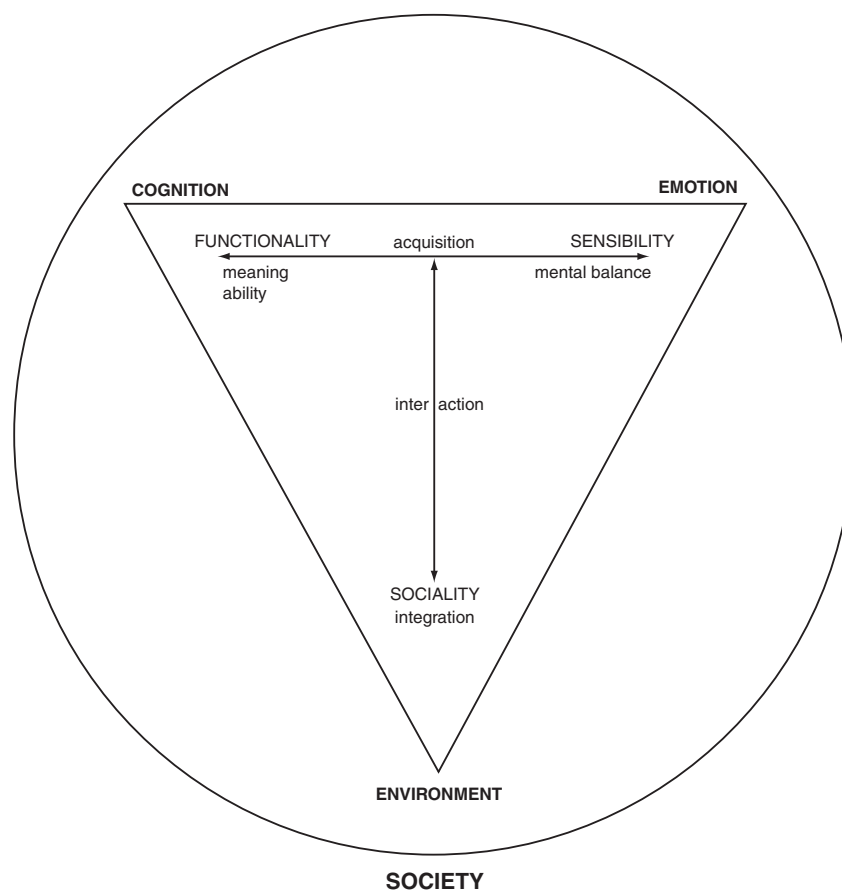 COGNITION
EMOTION
FUNCTIONALITY
acquisition
SENSIBILITY
meaning
ability
mental balance
inter action
SOCIALITY
integration
ENVIRONMENT
SOCIETY